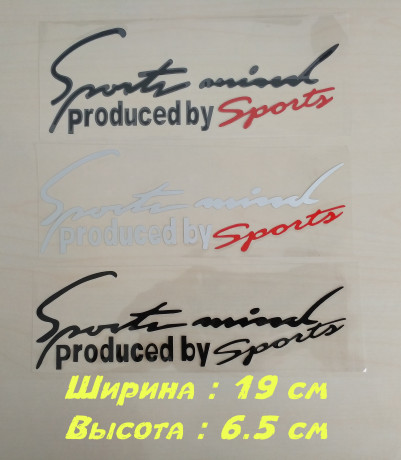 Sports mind
produced by Sports
Sports mind
produced by Sports
Sports mind
produced by Sports
Ширина : 19 см
Высота : 6.5 см